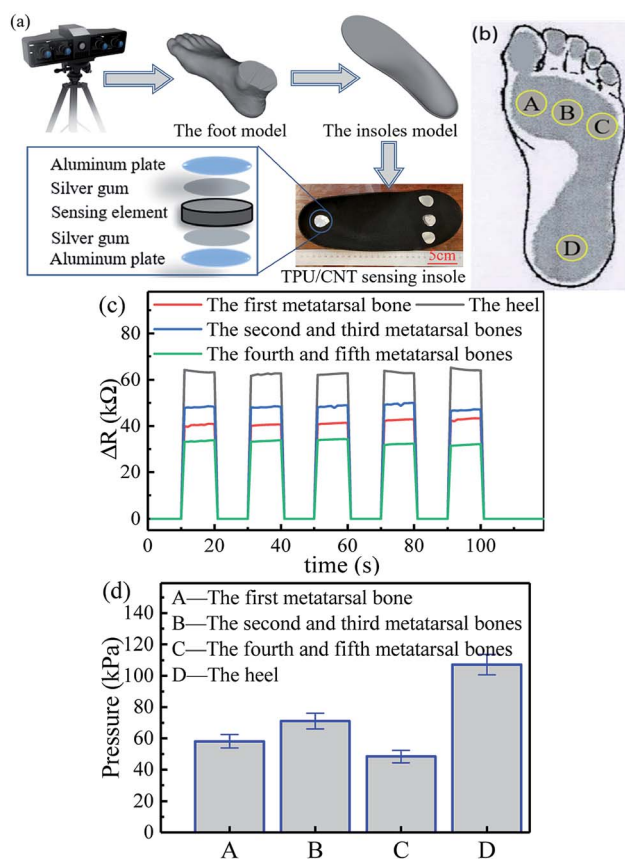 (a)
The foot model
The insoles model
Aluminum plate
Silver gum
Sensing element
Silver gum
Aluminum plate
5cm
TPU/CNT sensing insole
(b)
A
B
C
D
(c)
The first metatarsal bone
The heel
The second and third metatarsal bones
The fourth and fifth metatarsal bones
ΔR (kΩ)
80
60
40
20
0
0 20 40 60 80 100
time (s)
(d)
A—The first metatarsal bone
B—The second and third metatarsal bones
C—The fourth and fifth metatarsal bones
D—The heel
Pressure (kPa)
140
120
100
80
60
40
20
0
A B C D